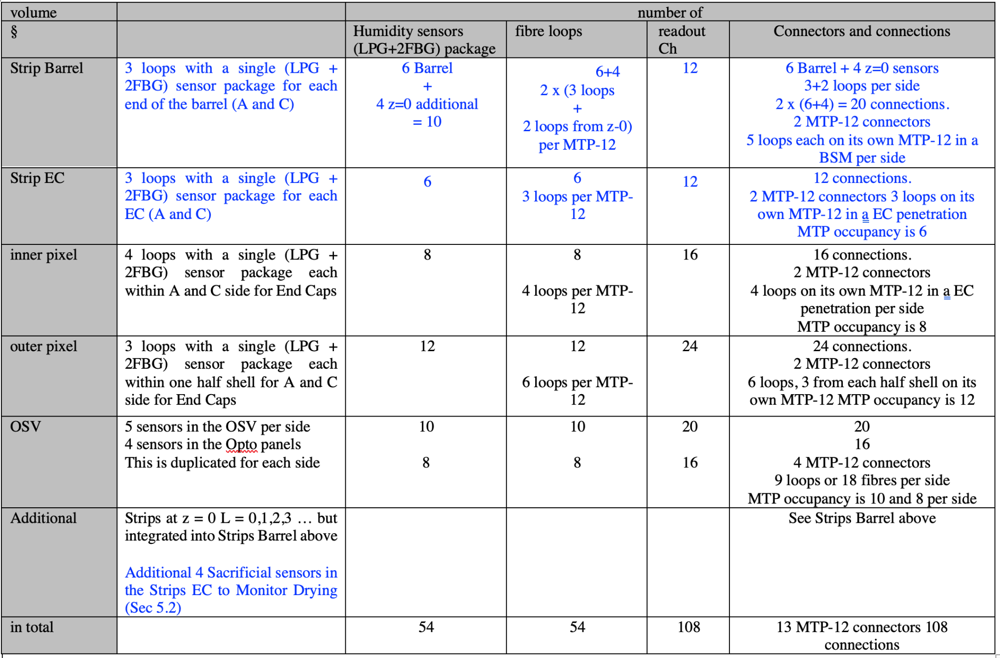 volume
number of
§
Humidity sensors
(LPG+2FBG) package
fibre loops
readout
Ch
Connectors and connections
Strip Barrel
3 loops with a single (LPG +
2FBG) sensor package for each
end of the barrel (A and C)
6 Barrel
+
4 z=0 additional
= 10
6+4
2 x (3 loops
+
2 loops from z-0)
per MTP-12
12
6 Barrel + 4 z=0 sensors
3+2 loops per side
2 x (6+4) = 20 connections.
2 MTP-12 connectors
5 loops each on its own MTP-12 in a
BSM per side
Strip EC
3 loops with a single (LPG +
2FBG) sensor package for each
EC (A and C)
6
6
3 loops per MTP-
12
12
12 connections.
2 MTP-12 connectors 3 loops on its
own MTP-12 in a EC penetration
MTP occupancy is 6
inner pixel
4 loops with a single (LPG +
2FBG) sensor package each
within A and C side for End Caps
8
8
4 loops per MTP-
12
16
16 connections.
2 MTP-12 connectors
4 loops on its own MTP-12 in a EC
penetration per side
MTP occupancy is 8
outer pixel
3 loops with a single (LPG +
2FBG) sensor package each
within one half shell for A and C
side for End Caps
12
12
6 loops per MTP-
12
24
24 connections.
2 MTP-12 connectors
6 loops, 3 from each half shell on its
own MTP-12 MTP occupancy is 12
OSV
5 sensors in the OSV per side
4 sensors in the Opto panels
This is duplicated for each side
10
8
10
8
20
16
20
16
4 MTP-12 connectors
9 loops or 18 fibres per side
MTP occupancy is 10 and 8 per side
Additional
Strips at z = 0 L = 0,1,2,3 … but
integrated into Strips Barrel above
Additional 4 Sacrificial sensors in
the Strips EC to Monitor Drying
(Sec 5.2)
See Strips Barrel above
in total
54
54
108
13 MTP-12 connectors 108
connections